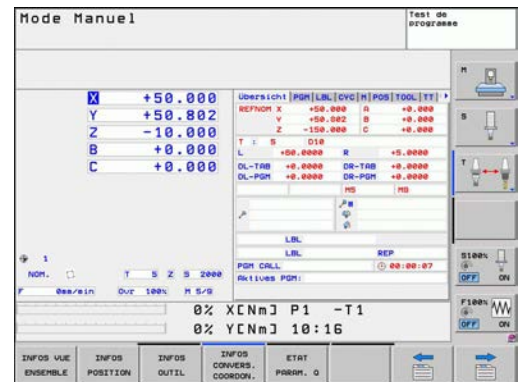 Mode Manuel
Test de programme
X +50.000
Y +50.802
Z -10.000
B +0.000
C +0.000
1
NOM. T 5 Z S 2000
F 0mm/min Ovr 100% M 5/9
Übersicht PGM LBL CYC M POS TOOL TT
REFNOM X +50.000 A +0.000
Y +50.802 B +0.000
Z -150.000 C +0.000
T : 5 D10
L +50.0000 R +5.0000
DL-TAB +0.0000 DR-TAB +0.0000
DL-PGM +0.0000 DR-PGM +0.0000
M5 M9
P M
P
LBL
LBL REP
PGM CALL 00:00:07
Aktives PGM:
0% X[Nm] P1 -T1
0% Y[Nm] 10:16
M
S
T
S100%
OFF ON
F100%
OFF ON
INFOS VUE ENSEMBLE
INFOS POSITION
INFOS OUTIL
INFOS CONVERS. COORDON.
ETAT PARAM. Q